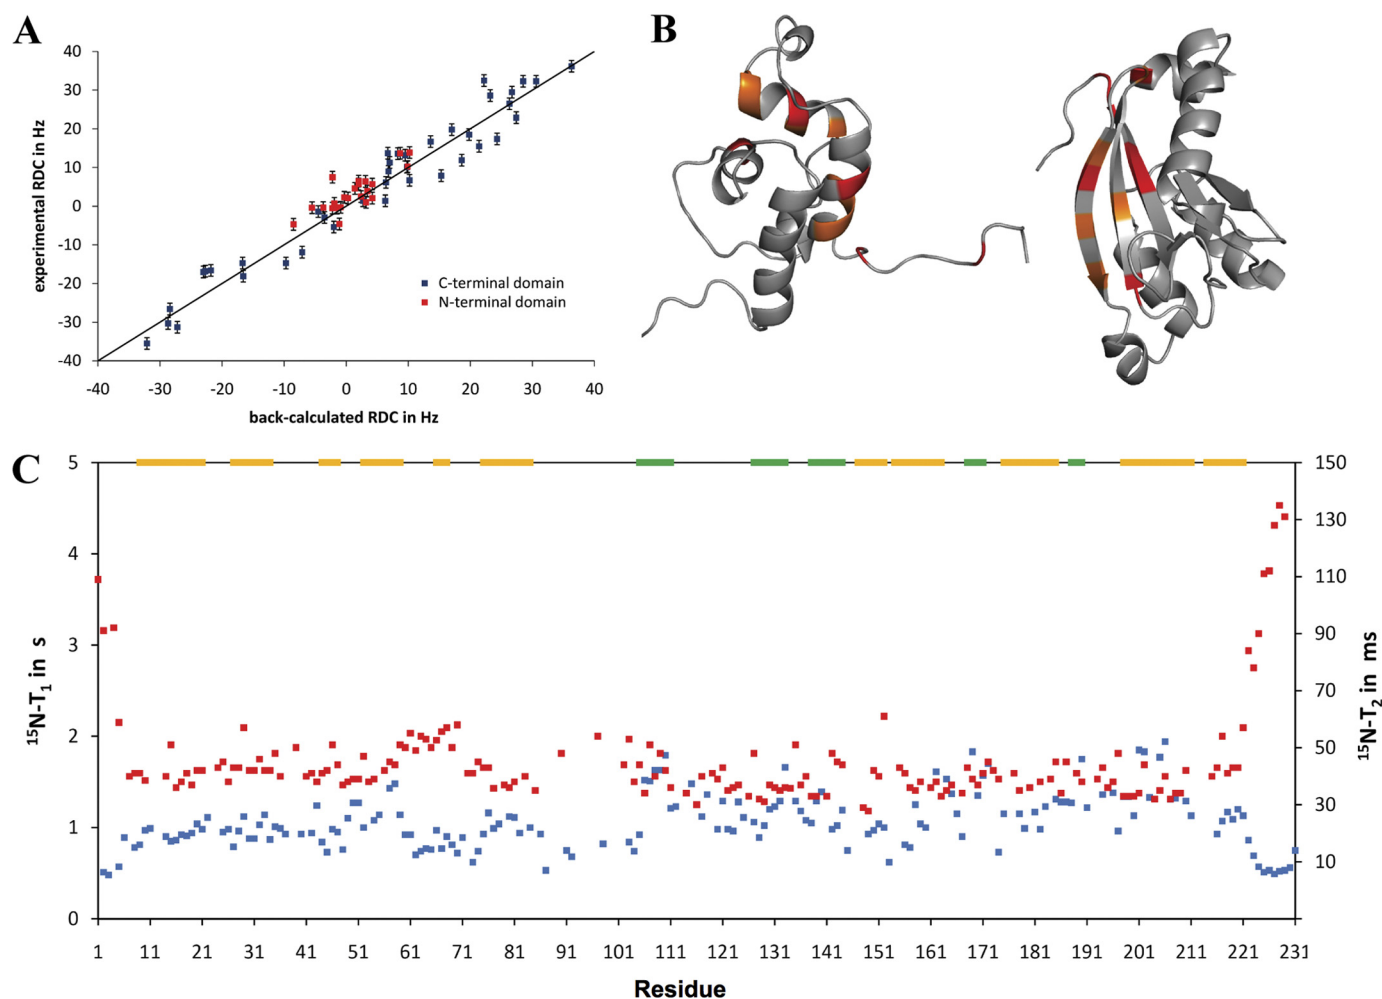 A
B
experimental RDC in Hz
40
30
20
10
0
-10
-20
-30
-40
C-terminal domain
N-terminal domain
-40 -30 -20 -10 0 10 20 30 40
back-calculated RDC in Hz
C
15N-T1 in s
5
4
3
2
1
0
150
130
110
90
70
50
30
10
15N-T2 in ms
1 11 21 31 41 51 61 71 81 91 101 111 121 131 141 151 161 171 181 191 201 211 221 231
Residue